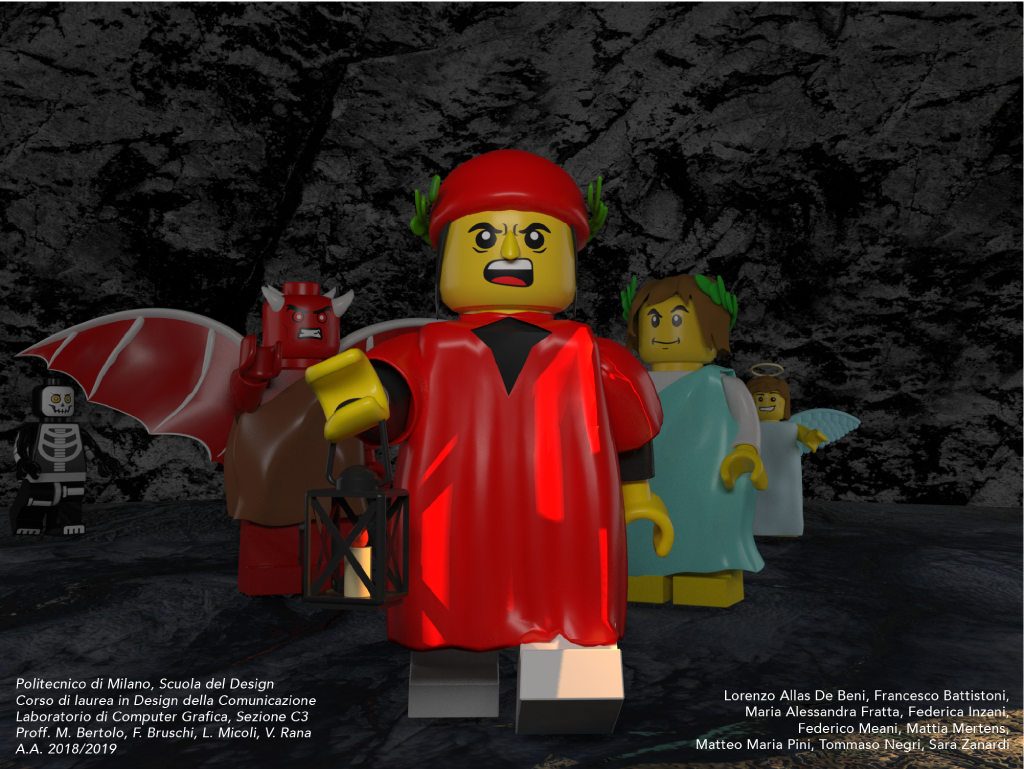 Politecnico di Milano, Scuola del Design
Corso di laurea in Design della Comunicazione
Laboratorio di Computer Grafica, Sezione C3
Proff. M. Bertolo, F. Bruschi, L. Micoli, V. Rana
A.A. 2018/2019
Lorenzo Allas De Beni, Francesco Battistoni,
Maria Alessandra Fratta, Federica Inzani,
Federico Meani, Mattia Mertens,
Matteo Maria Pini, Tommaso Negri, Sara Zanardi